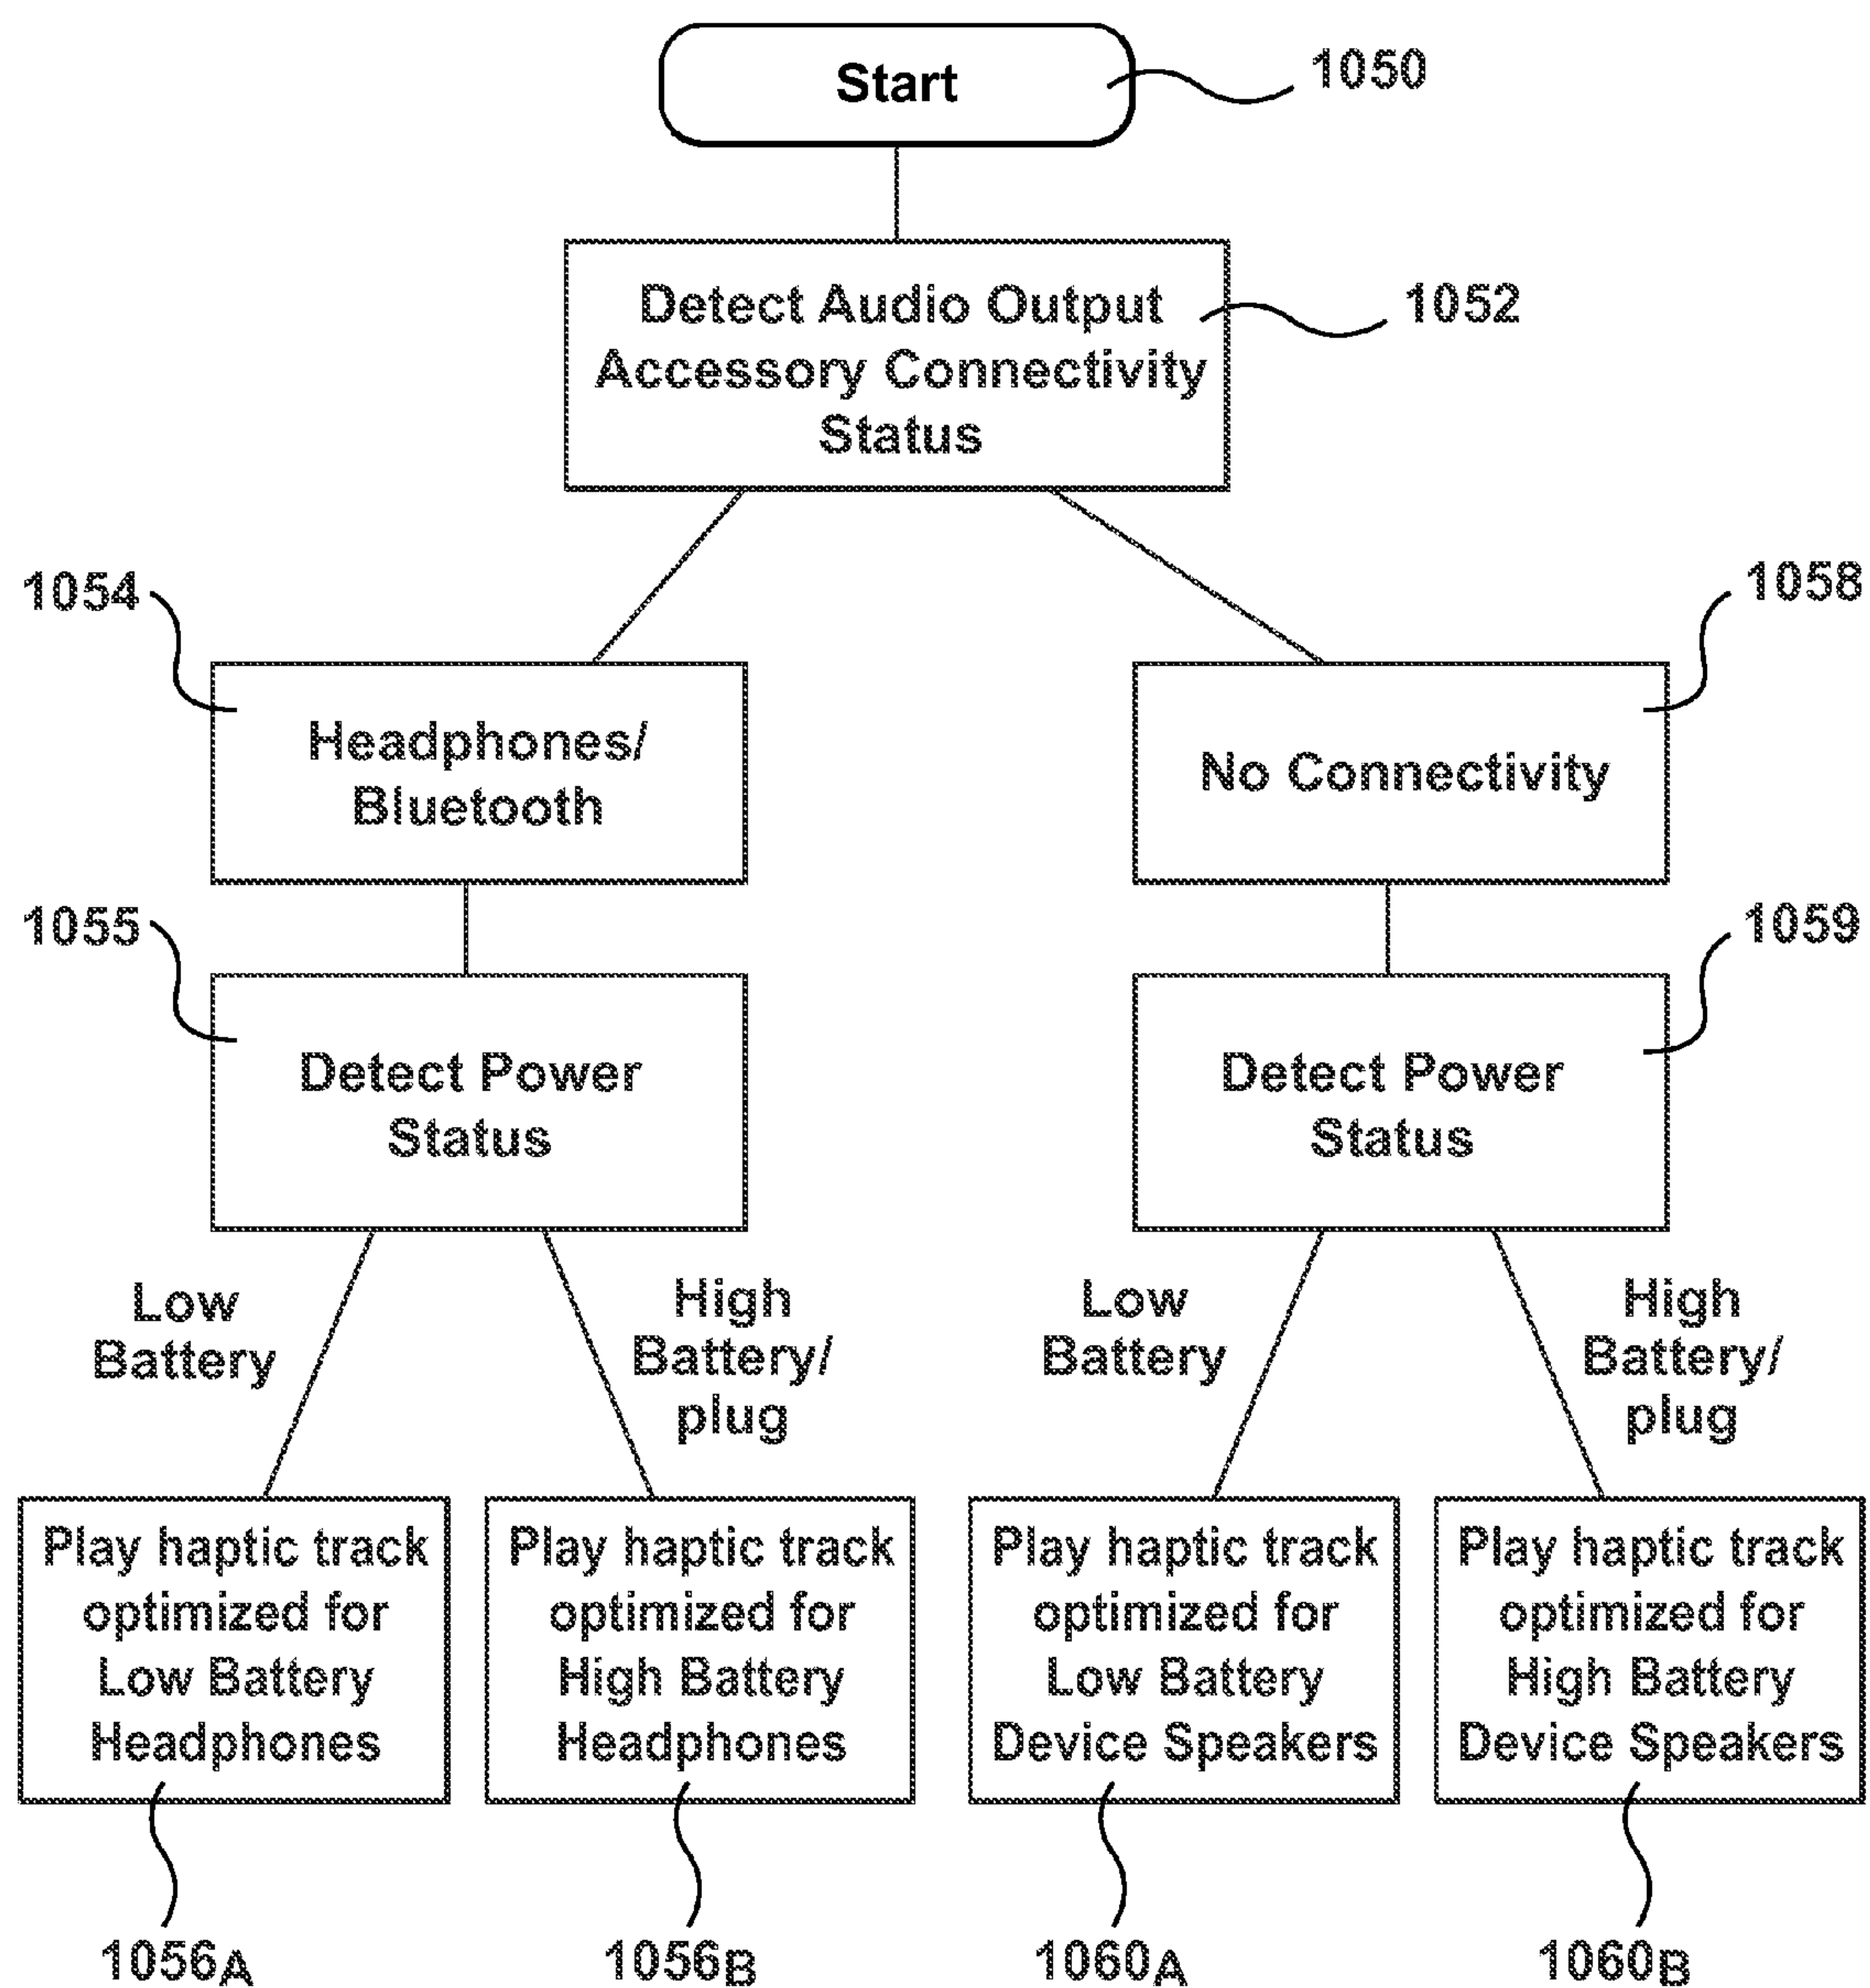 Start
1050
Detect Audio Output
Accessory Connectivity
Status
1052
1054
Headphones/
Bluetooth
1058
No Connectivity
1055
Detect Power
Status
1059
Detect Power
Status
Low
Battery
High
Battery/
plug
Low
Battery
High
Battery/
plug
Play haptic track
optimized for
Low Battery
Headphones
Play haptic track
optimized for
High Battery
Headphones
Play haptic track
optimized for
Low Battery
Device Speakers
Play haptic track
optimized for
High Battery
Device Speakers
1056A
1056B
1060A
1060B